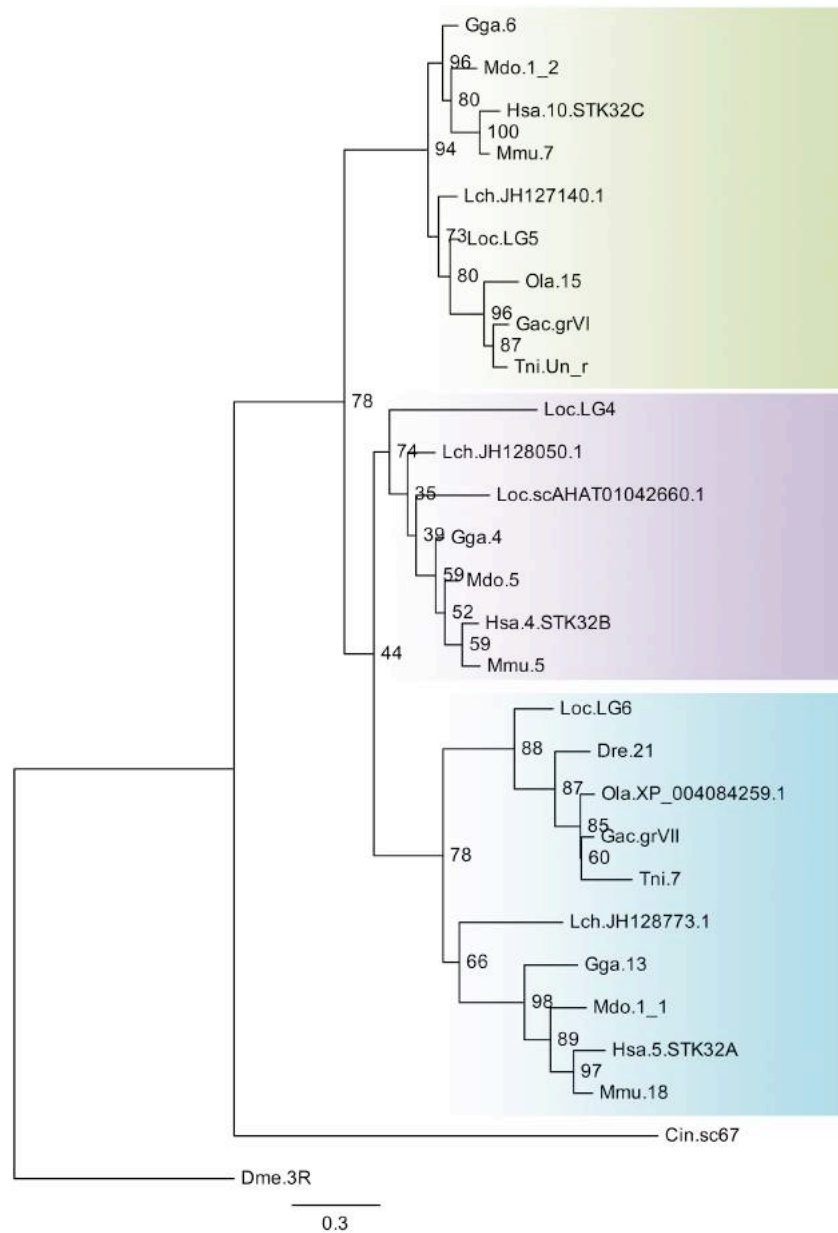 Gga.6
96
Mdo.1_2
80
Hsa.10.STK32C
100
Mmu.7
94
Lch.JH127140.1
73
Loc.LG5
80
Ola.15
96
Gac.grVI
87
Tni.Un_r
78
Loc.LG4
74
Lch.JH128050.1
35
Loc.scAHAT01042660.1
39
Gga.4
59
Mdo.5
52
Hsa.4.STK32B
59
Mmu.5
44
Loc.LG6
88
Dre.21
87
Ola.XP_004084259.1
85
Gac.grVII
60
Tni.7
78
Lch.JH128773.1
66
Gga.13
98
Mdo.1_1
89
Hsa.5.STK32A
97
Mmu.18
Cin.sc67
Dme.3R
0.3